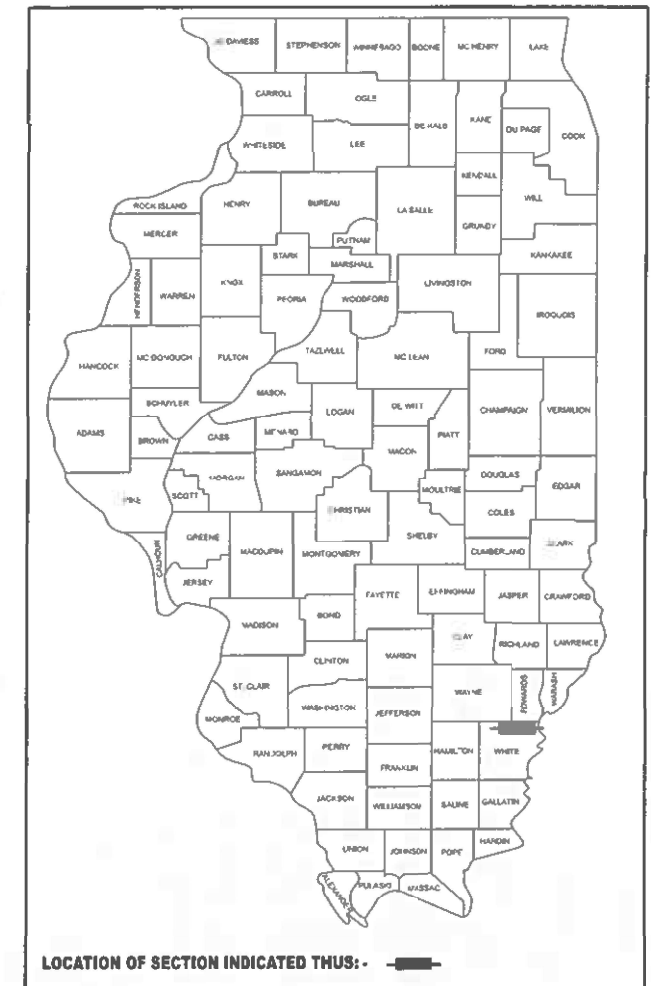 DAVIESS STEPHENSON WINNEBAGO BOONE MC HENRY LAKE
CARROLL OGLE DE KALB KANE DU PAGE COOK
WHITESIDE LEE KENDALL WILL
ROCK ISLAND HENRY BUREAU LA SALLE GRUNDY
MERCER PUTNAM KANKAKEE
STARK MARSHALL
HENDERSON WARREN KNOX PEORIA WOODFORD LIVINGSTON IROQUOIS
HANCOCK MC DONOUGH FULTON TAZEWELL MC LEAN FORD
MASON
SCHUYLER LOGAN DE WITT CHAMPAIGN VERMILION
ADAMS BROWN CASS MENARD MACON PIATT
MORGAN SANGAMON DOUGLAS EDGAR
PIKE SCOTT CHRISTIAN MOULTRIE COLES
CALHOUN GREENE MACOUPIN MONTGOMERY SHELBY CUMBERLAND CLARK
JERSEY FAYETTE EFFINGHAM JASPER CRAWFORD
MADISON BOND CLAY RICHLAND LAWRENCE
CLINTON MARION
ST. CLAIR WAYNE EDWARDS WABASH
MONROE WASHINGTON JEFFERSON
RANDOLPH PERRY HAMILTON WHITE
FRANKLIN
JACKSON WILLIAMSON SALINE GALLATIN
UNION JOHNSON POPE HARDIN
ALEXANDER PULASKI MASSAC
LOCATION OF SECTION INDICATED THUS: -